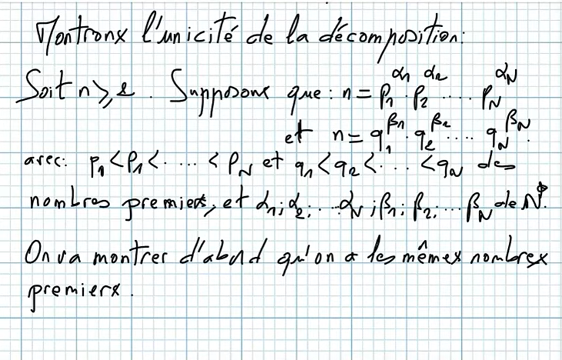 Montrons l'unicité de la décomposition:
Soit n ≥ 2. Supposons que: n = p₁^α₁ · p₂^α₂ .... p_N^α_N
et n = q₁^β₁ · q₂^β₂ .... q_N^β_N.
avec: p₁ < p₁ < ..... < p_N et q₁ < q₂ < .... < q_N des
nombres premiers, et α₁; α₂; ... α_N; β₁; β₂; ... β_N de ℕ*.
On va montrer d'abord qu'on a les mêmes nombres
premiers.